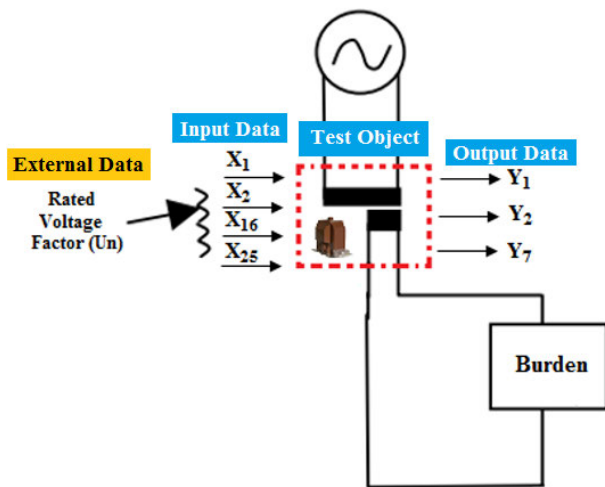 Input Data
Test Object
Output Data
External Data
Rated
Voltage
Factor (Un)
X1
X2
X16
X25
Y1
Y2
Y7
Burden